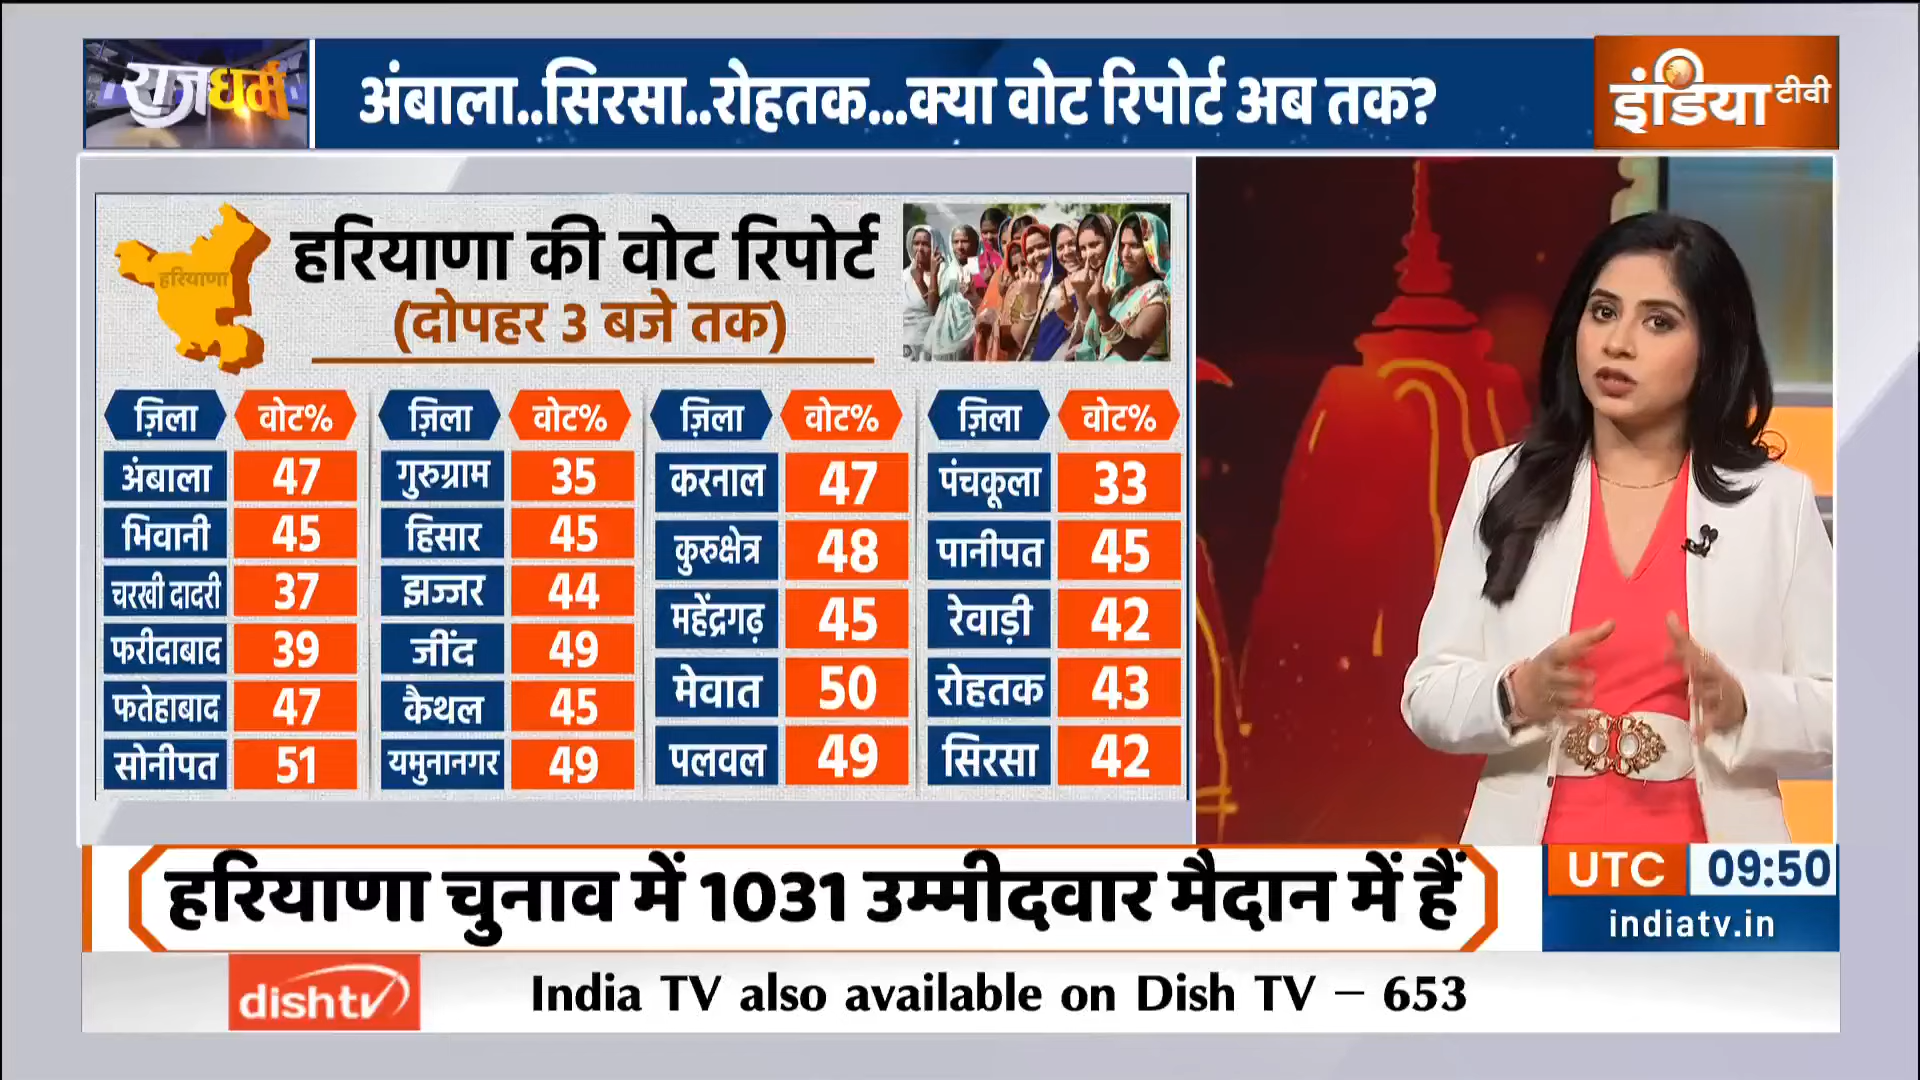 राजधर्म
अंबाला..सिरसा..रोहतक...क्या वोट रिपोर्ट अब तक?
इंडिया टीवी
हरियाणा
हरियाणा की वोट रिपोर्ट
(दोपहर 3 बजे तक)
ज़िला वोट%
अंबाला 47
भिवानी 45
चरखी दादरी 37
फरीदाबाद 39
फतेहाबाद 47
सोनीपत 51
ज़िला वोट%
गुरुग्राम 35
हिसार 45
झज्जर 44
जींद 49
कैथल 45
यमुनानगर 49
ज़िला वोट%
करनाल 47
कुरुक्षेत्र 48
महेंद्रगढ़ 45
मेवात 50
पलवल 49
ज़िला वोट%
पंचकूला 33
पानीपत 45
रेवाड़ी 42
रोहतक 43
सिरसा 42
हरियाणा चुनाव में 1031 उम्मीदवार मैदान में हैं
UTC 09:50
indiatv.in
dishtv
India TV also available on Dish TV – 653